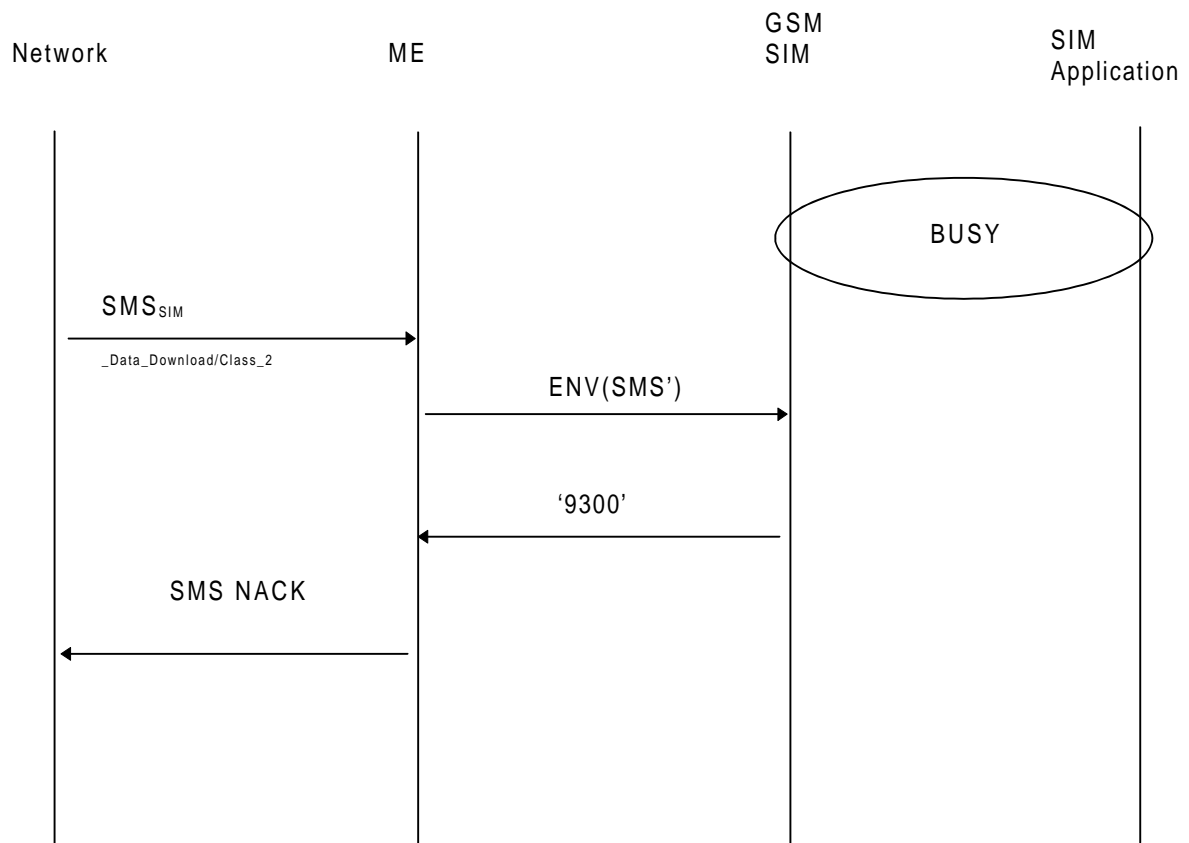 Network
ME
GSM
SIM
SIM
Application
BUSY
SMSSIM
_Data_Download/Class_2
ENV(SMS’)
‘9300’
SMS NACK